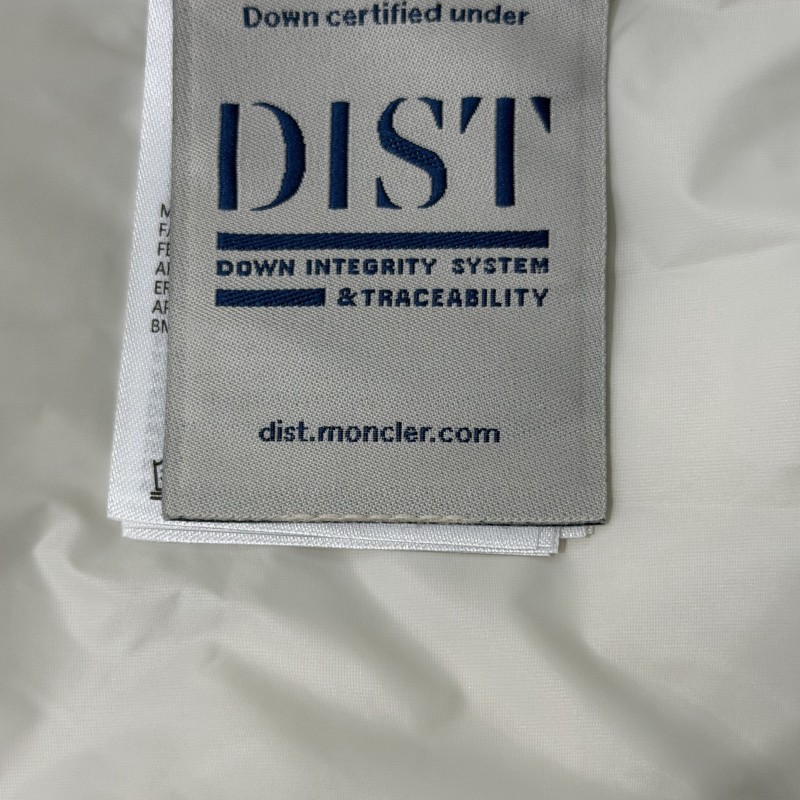 Down certified under
DIST
DOWN INTEGRITY SYSTEM
& TRACEABILITY
dist.moncler.com